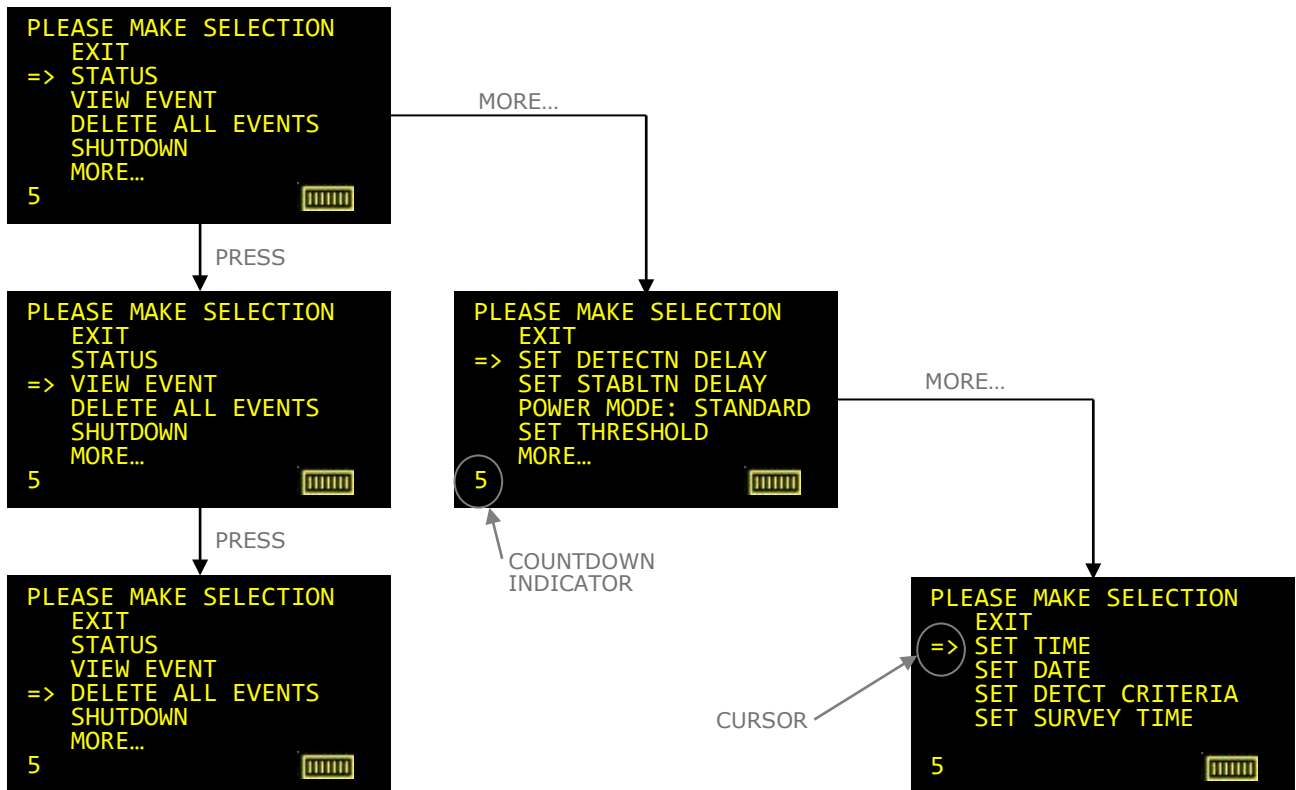 PLEASE MAKE SELECTION
EXIT
=> STATUS
VIEW EVENT
DELETE ALL EVENTS
SHUTDOWN
MORE…
5
MORE…
PRESS
PLEASE MAKE SELECTION
EXIT
STATUS
=> VIEW EVENT
DELETE ALL EVENTS
SHUTDOWN
MORE…
5
PLEASE MAKE SELECTION
EXIT
=> SET DETECTN DELAY
SET STABLTN DELAY
POWER MODE: STANDARD
SET THRESHOLD
MORE…
5
MORE…
PRESS
COUNTDOWN
INDICATOR
PLEASE MAKE SELECTION
EXIT
STATUS
VIEW EVENT
=> DELETE ALL EVENTS
SHUTDOWN
MORE…
5
PLEASE MAKE SELECTION
EXIT
=> SET TIME
SET DATE
SET DETCT CRITERIA
SET SURVEY TIME
5
CURSOR